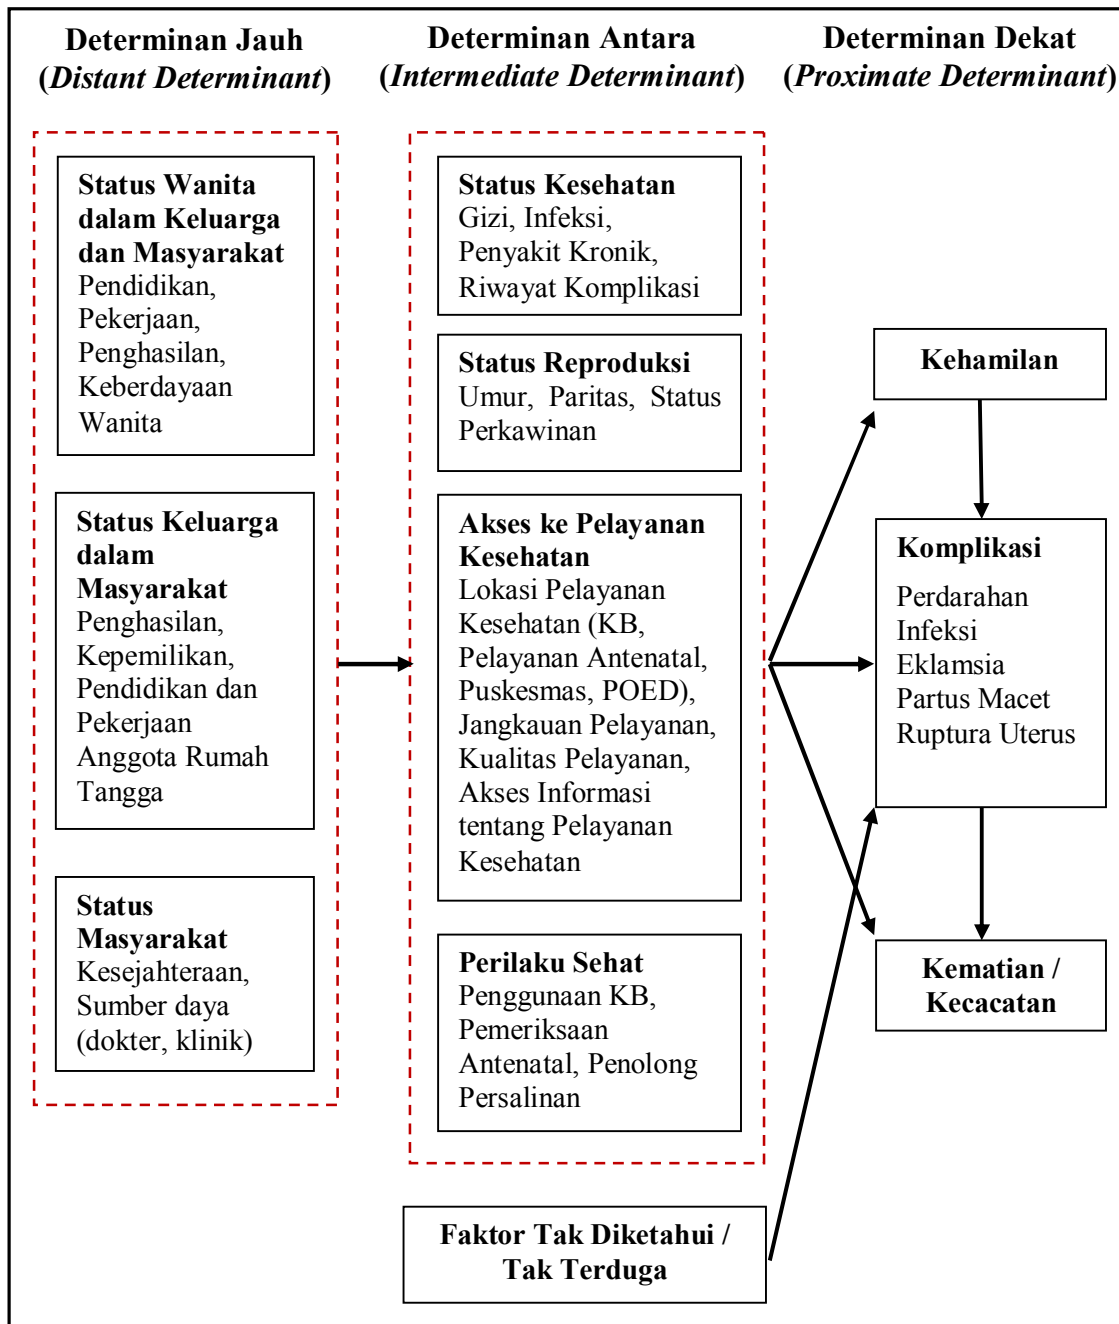 Determinan Jauh
(Distant Determinant)
Status Wanita
dalam Keluarga
dan Masyarakat
Pendidikan,
Pekerjaan,
Penghasilan,
Keberdayaan
Wanita
Status Keluarga
dalam
Masyarakat
Penghasilan,
Kepemilikan,
Pendidikan dan
Pekerjaan
Anggota Rumah
Tangga
Status
Masyarakat
Kesejahteraan,
Sumber daya
(dokter, klinik)
Determinan Antara
(Intermediate Determinant)
Status Kesehatan
Gizi, Infeksi,
Penyakit Kronik,
Riwayat Komplikasi
Status Reproduksi
Umur, Paritas, Status
Perkawinan
Akses ke Pelayanan
Kesehatan
Lokasi Pelayanan
Kesehatan (KB,
Pelayanan Antenatal,
Puskesmas, POED),
Jangkauan Pelayanan,
Kualitas Pelayanan,
Akses Informasi
tentang Pelayanan
Kesehatan
Perilaku Sehat
Penggunaan KB,
Pemeriksaan
Antenatal, Penolong
Persalinan
Faktor Tak Diketahui /
Tak Terduga
Determinan Dekat
(Proximate Determinant)
Kehamilan
Komplikasi
Perdarahan
Infeksi
Eklamsia
Partus Macet
Ruptura Uterus
Kematian /
Kecacatan